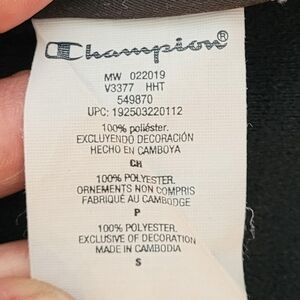 Champion®
MW 022019
V3377 HHT
549870
UPC: 192503220112
100% poliéster.
EXCLUYENDO DECORACIÓN
HECHO EN CAMBOYA
CH
100% POLYESTER.
ORNEMENTS NON COMPRIS
FABRIQUÉ AU CAMBODGE
P
100% POLYESTER.
EXCLUSIVE OF DECORATION
MADE IN CAMBODIA
S